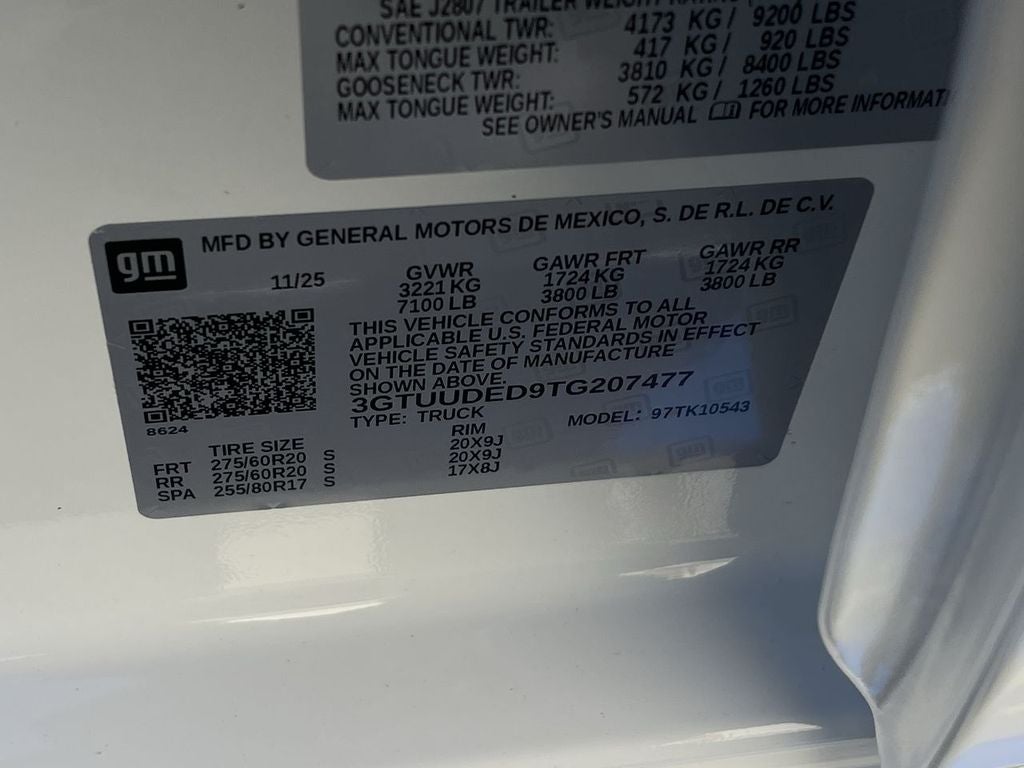 SAE J2807 TRAILER WEIGHT RATING
CONVENTIONAL TWR: 4173 KG / 9200 LBS
MAX TONGUE WEIGHT: 417 KG / 920 LBS
GOOSENECK TWR: 3810 KG / 8400 LBS
MAX TONGUE WEIGHT: 572 KG / 1260 LBS
SEE OWNER'S MANUAL FOR MORE INFORMATI
gm
MFD BY GENERAL MOTORS DE MEXICO, S. DE R.L. DE C.V.
11/25 GVWR GAWR FRT GAWR RR
3221 KG 1724 KG 1724 KG
7100 LB 3800 LB 3800 LB
THIS VEHICLE CONFORMS TO ALL
APPLICABLE U.S. FEDERAL MOTOR
VEHICLE SAFETY STANDARDS IN EFFECT
ON THE DATE OF MANUFACTURE
SHOWN ABOVE.
3GTUUDED9TG207477
TYPE: TRUCK MODEL: 97TK10543
8624
TIRE SIZE RIM
FRT 275/60R20 S 20X9J
RR 275/60R20 S 20X9J
SPA 255/80R17 S 17X8J